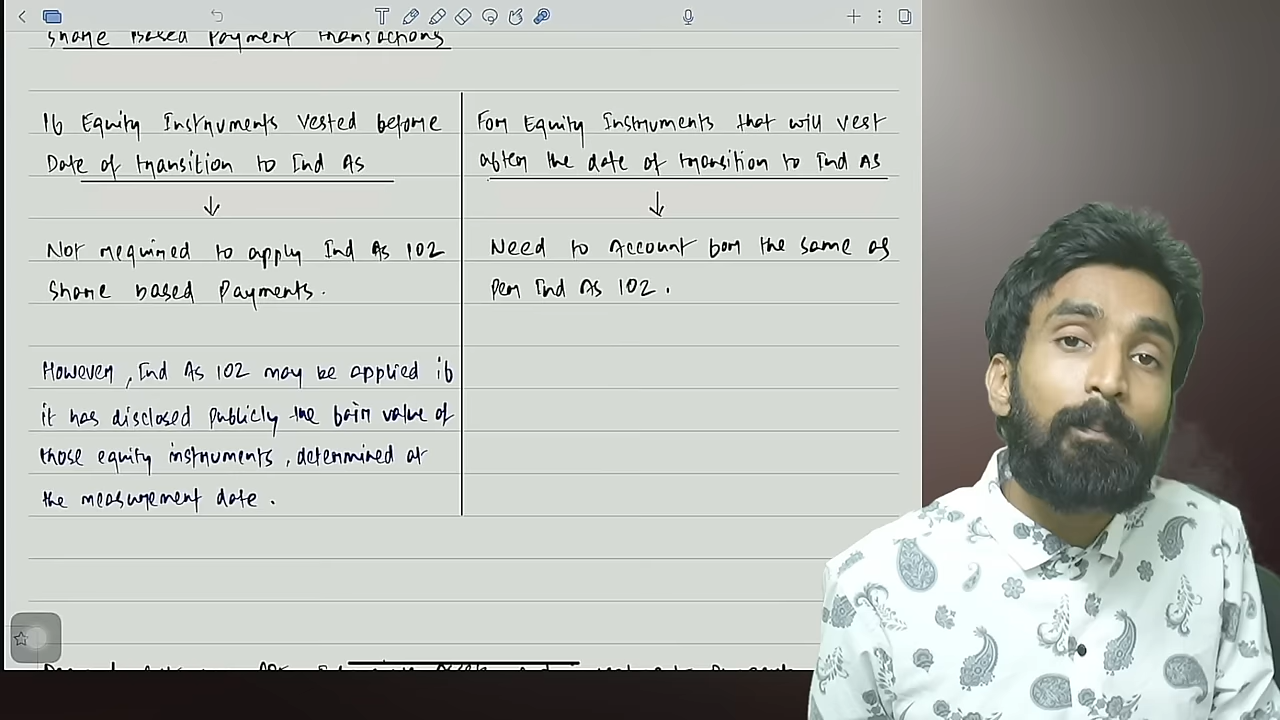 Share Based Payment transactions
If Equity Instruments vested before
Date of transition to Ind As
Not required to apply Ind As 102
Share based Payments.
However, Ind As 102 may be applied if
it has disclosed publicly the fair value of
those equity instruments, determined at
the measurement date.
For Equity Instruments that will vest
after the date of transition to Ind AS
Need to Account for the same as
Per Ind As 102.